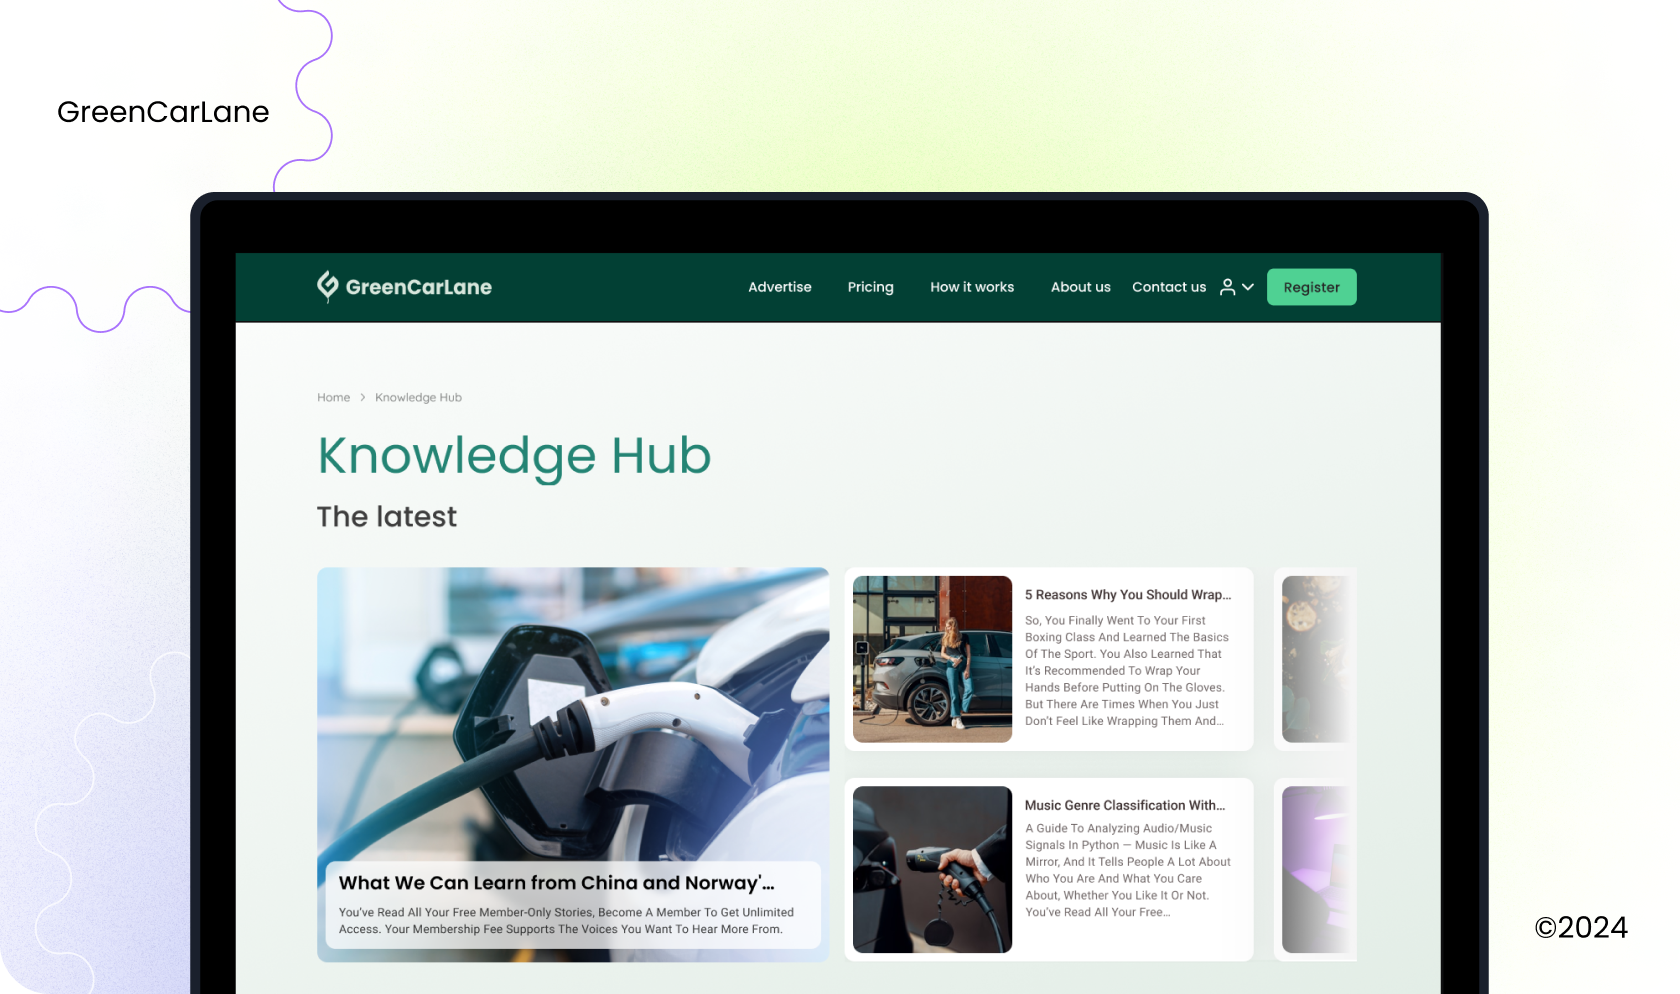 GreenCarLane
GreenCarLane
Advertise
Pricing
How it works
About us
Contact us
Register
Home > Knowledge Hub
Knowledge Hub
The latest
What We Can Learn from China and Norway'...
You've Read All Your Free Member-Only Stories, Become A Member To Get Unlimited
Access. Your Membership Fee Supports The Voices You Want To Hear More From.
5 Reasons Why You Should Wrap...
So, You Finally Went To Your First
Boxing Class And Learned The Basics
Of The Sport. You Also Learned That
It's Recommended To Wrap Your
Hands Before Putting On The Gloves.
But There Are Times When You Just
Don't Feel Like Wrapping Them And...
Music Genre Classification With...
A Guide To Analyzing Audio/Music
Signals In Python — Music Is Like A
Mirror, And It Tells People A Lot About
Who You Are And What You Care
About, Whether You Like It Or Not.
You've Read All Your Free...
©2024